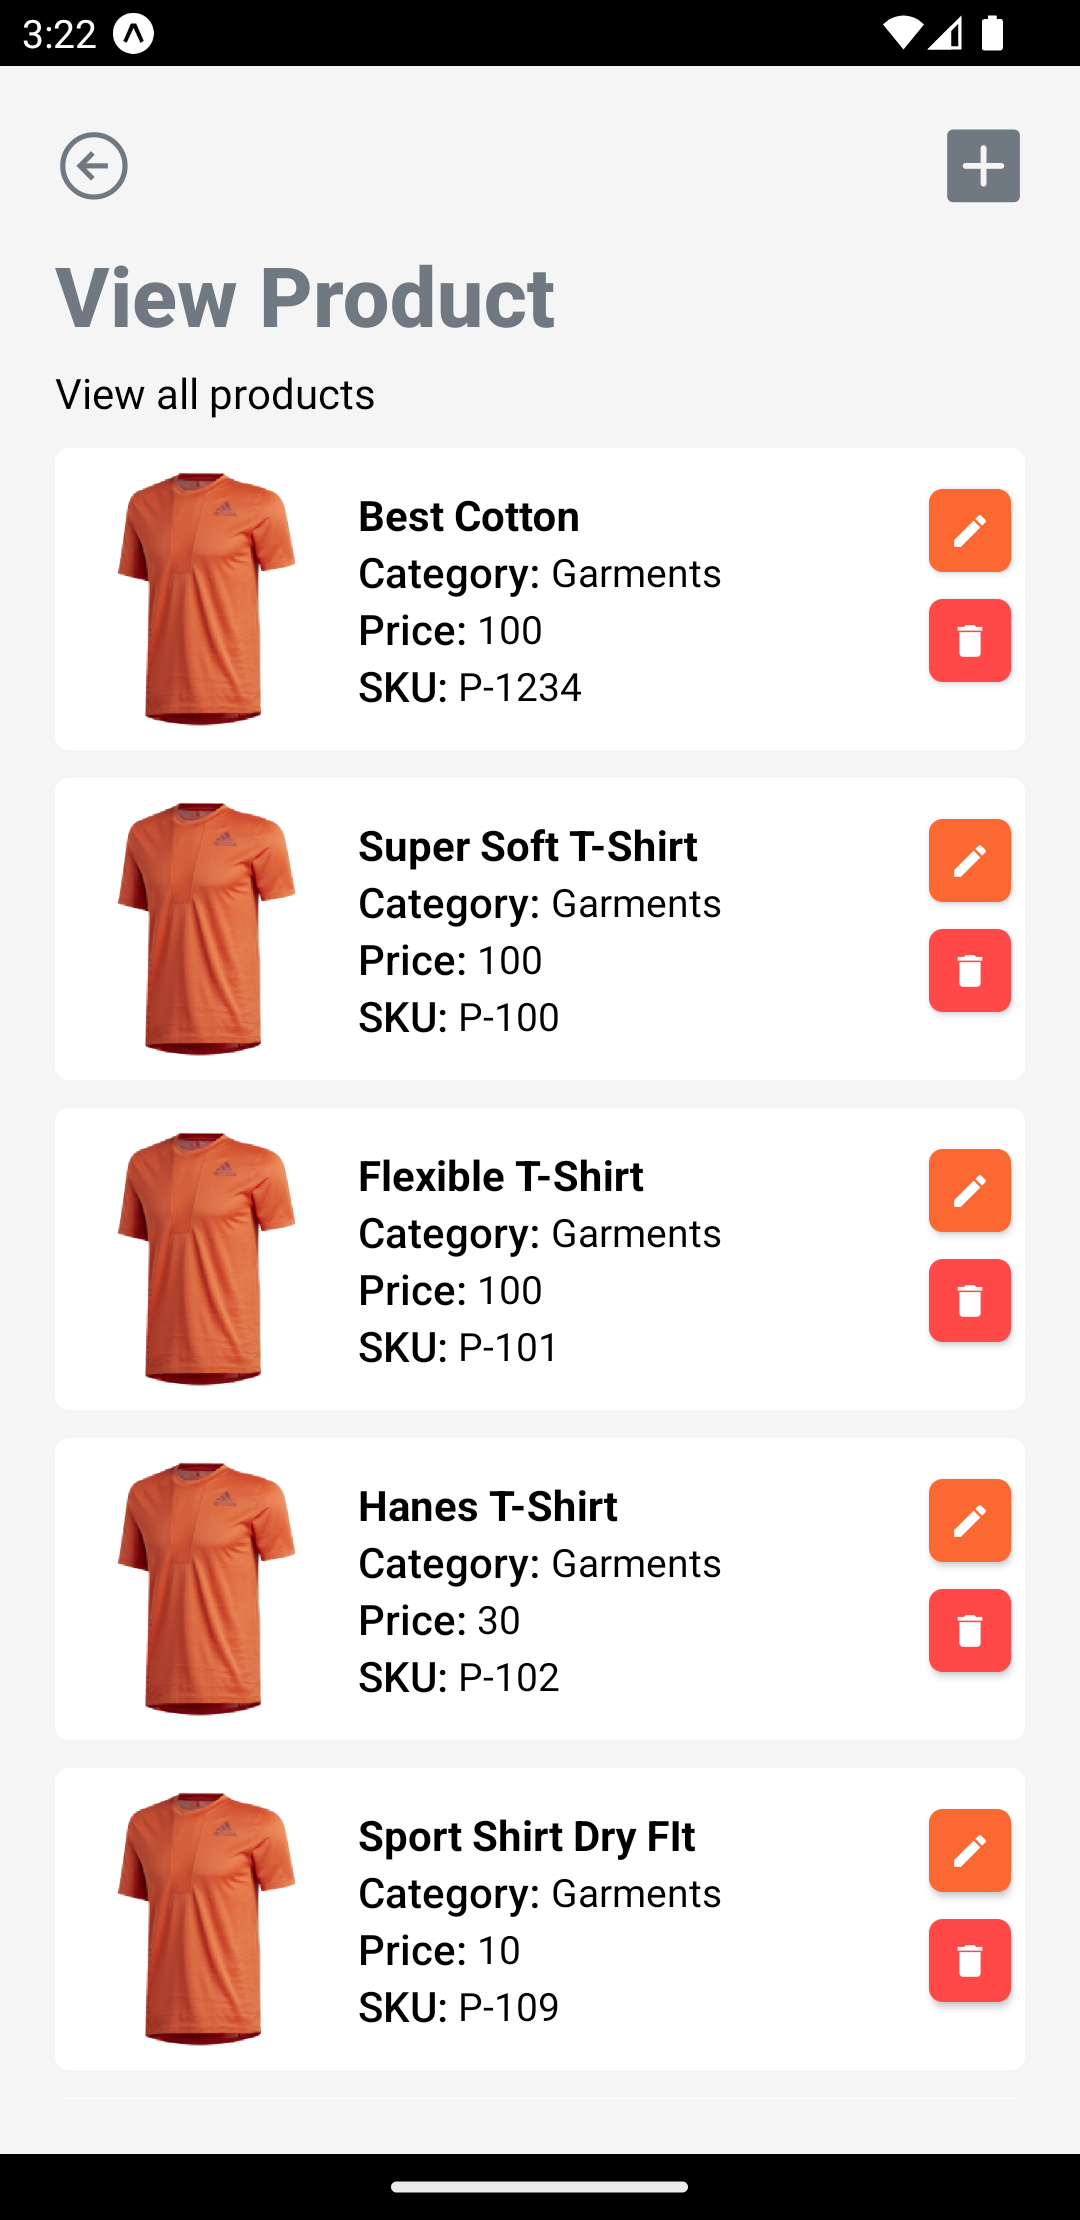 3:22
View Product
View all products
Best Cotton
Category: Garments
Price: 100
SKU: P-1234
Super Soft T-Shirt
Category: Garments
Price: 100
SKU: P-100
Flexible T-Shirt
Category: Garments
Price: 100
SKU: P-101
Hanes T-Shirt
Category: Garments
Price: 30
SKU: P-102
Sport Shirt Dry FIt
Category: Garments
Price: 10
SKU: P-109